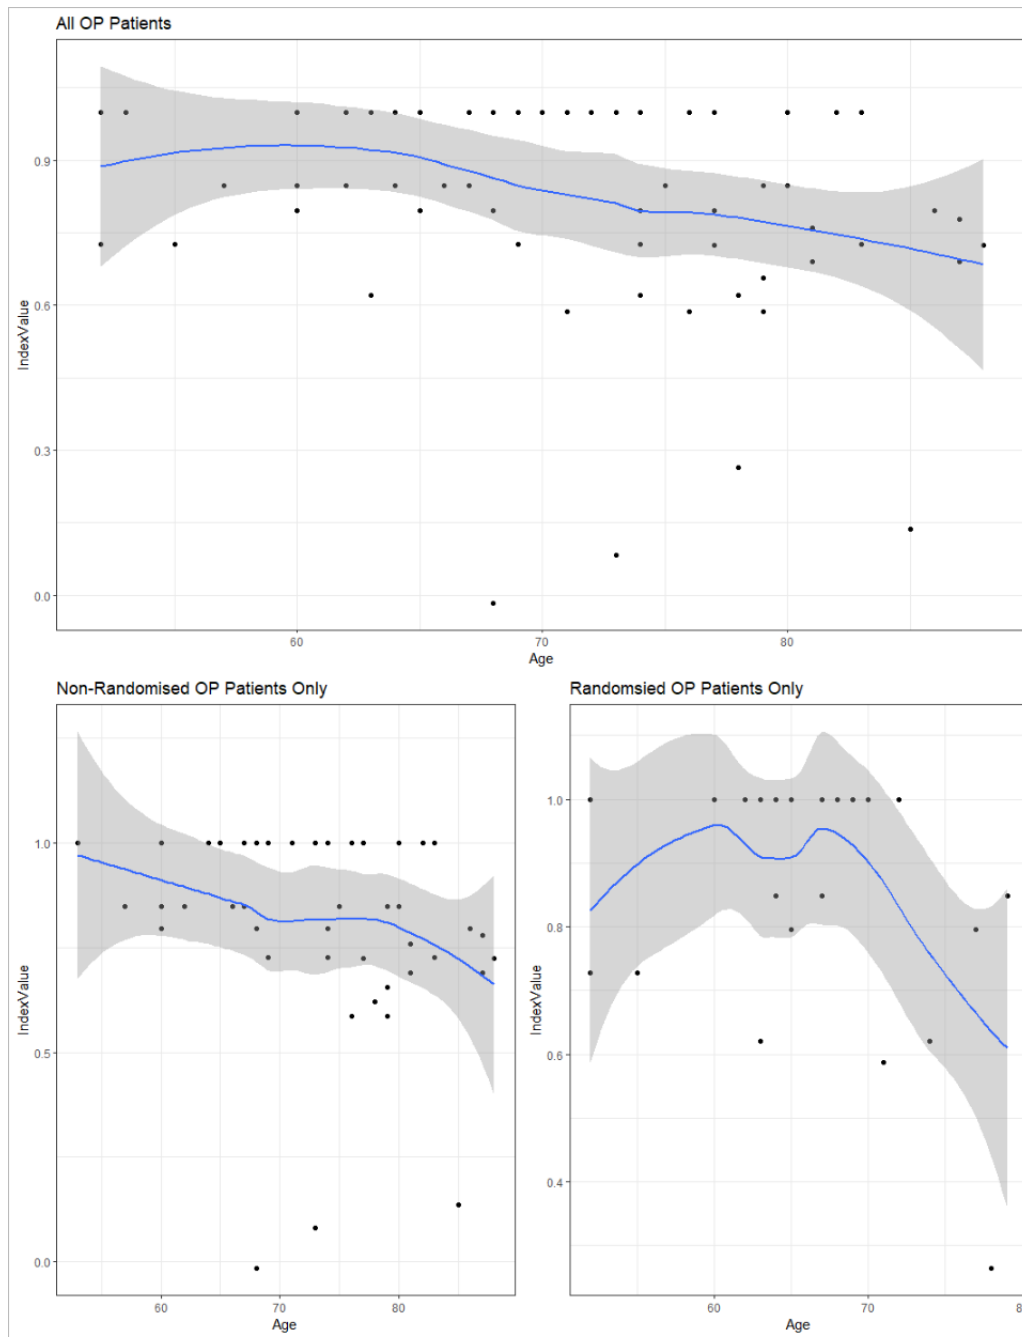 All OP Patients
0.9
0.6
0.3
0.0
IndexValue
60 70 80
Age
Non-Randomised OP Patients Only
1.0
0.5
0.0
IndexValue
60 70 80
Age
Randomsied OP Patients Only
1.0
0.8
0.6
0.4
IndexValue
60 70
Age